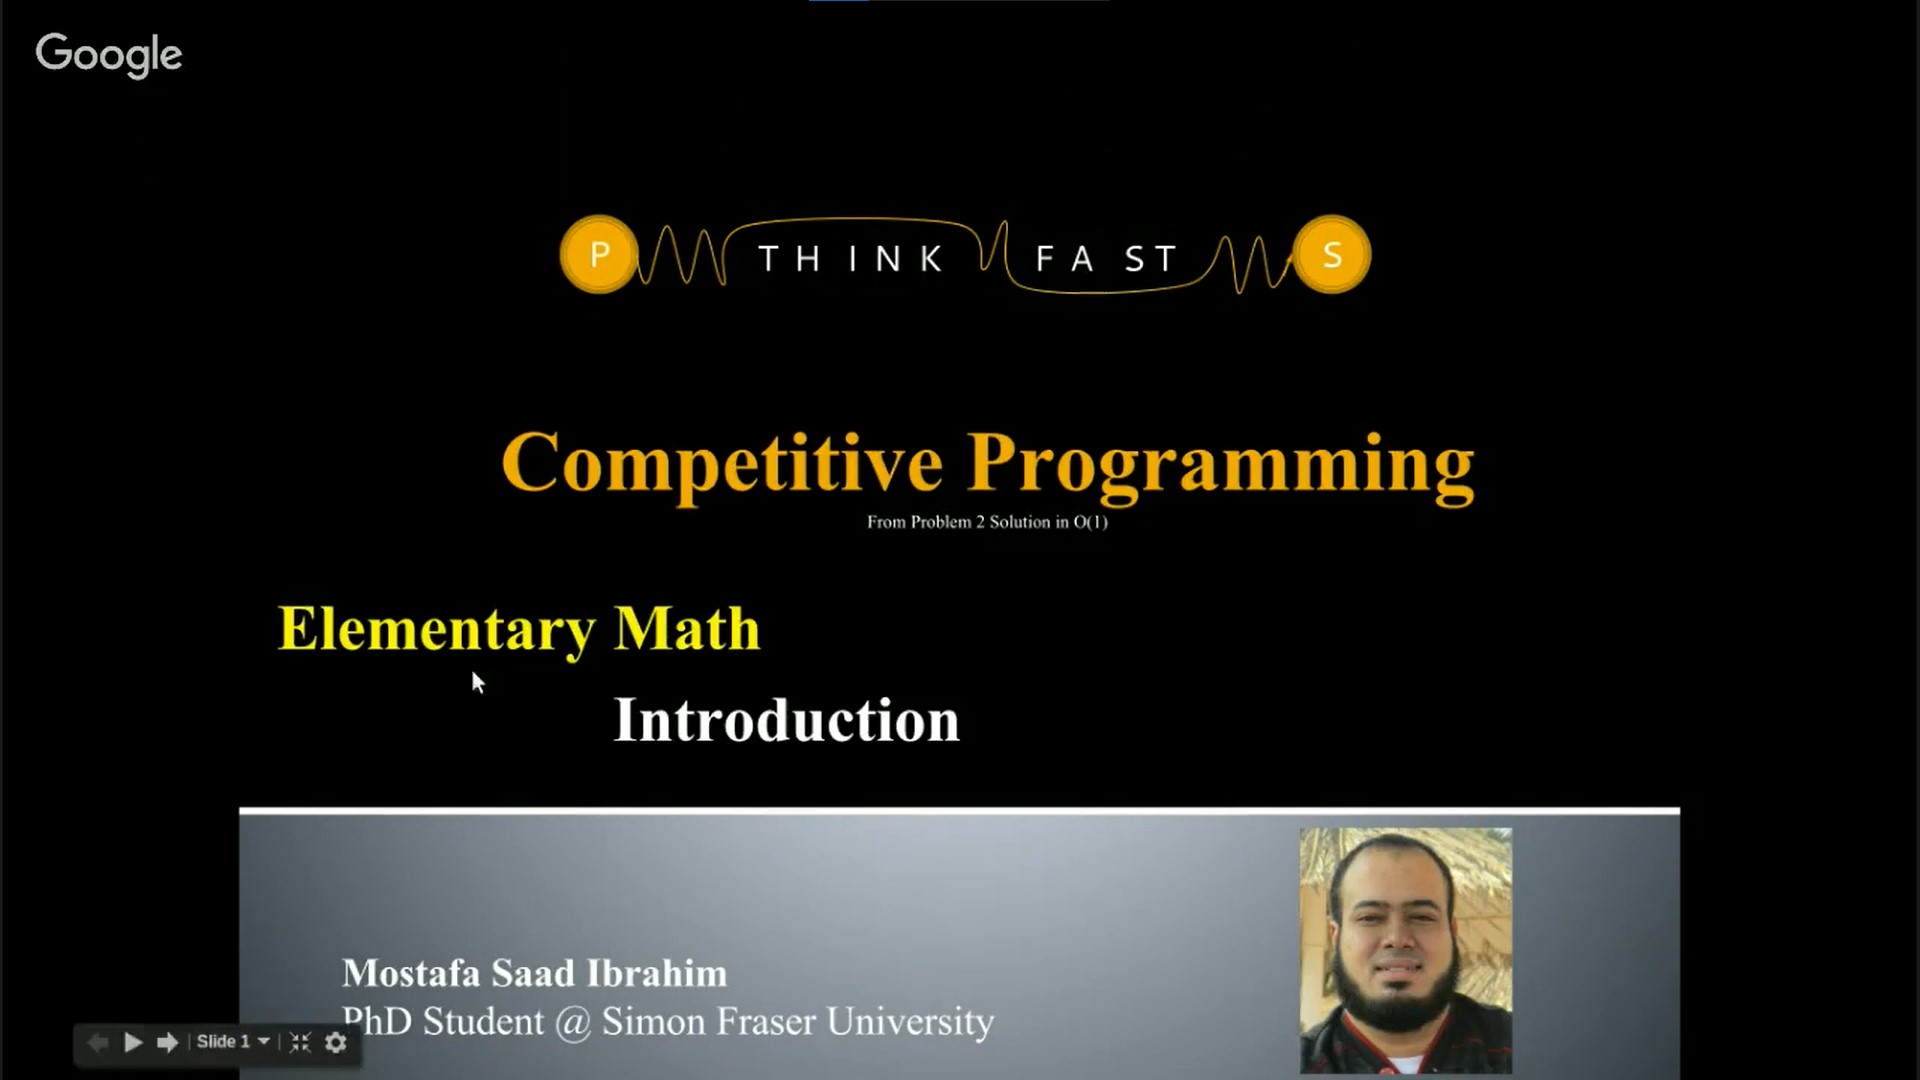 Google
P THINK FAST S
Competitive Programming
From Problem 2 Solution in O(1)
Elementary Math
Introduction
Mostafa Saad Ibrahim
PhD Student @ Simon Fraser University
Slide 1